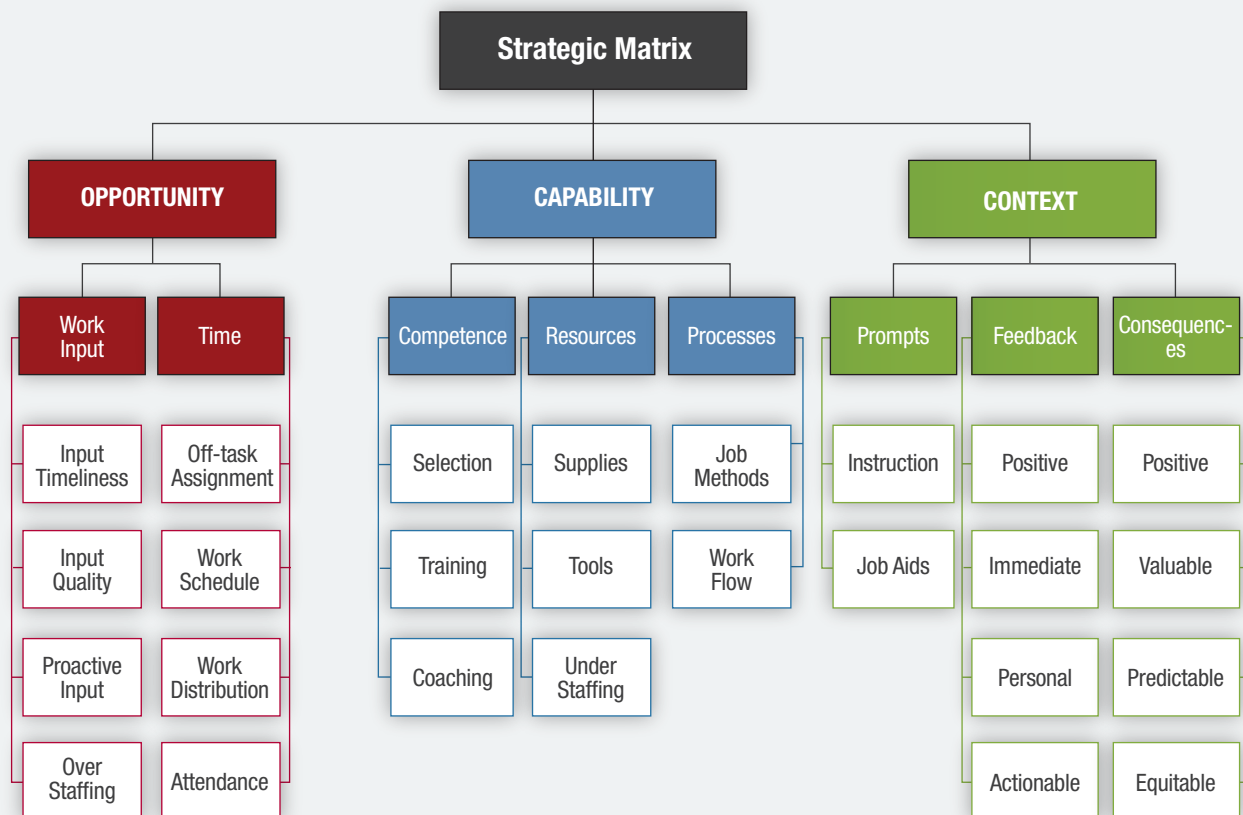 Strategic Matrix
OPPORTUNITY
CAPABILITY
CONTEXT
Work
Input
Time
Competence
Resources
Processes
Prompts
Feedback
Consequenc-
es
Input
Timeliness
Off-task
Assignment
Selection
Supplies
Job
Methods
Instruction
Positive
Positive
Input
Quality
Work
Schedule
Training
Tools
Work
Flow
Job Aids
Immediate
Valuable
Proactive
Input
Work
Distribution
Coaching
Under
Staffing
Personal
Predictable
Over
Staffing
Attendance
Actionable
Equitable